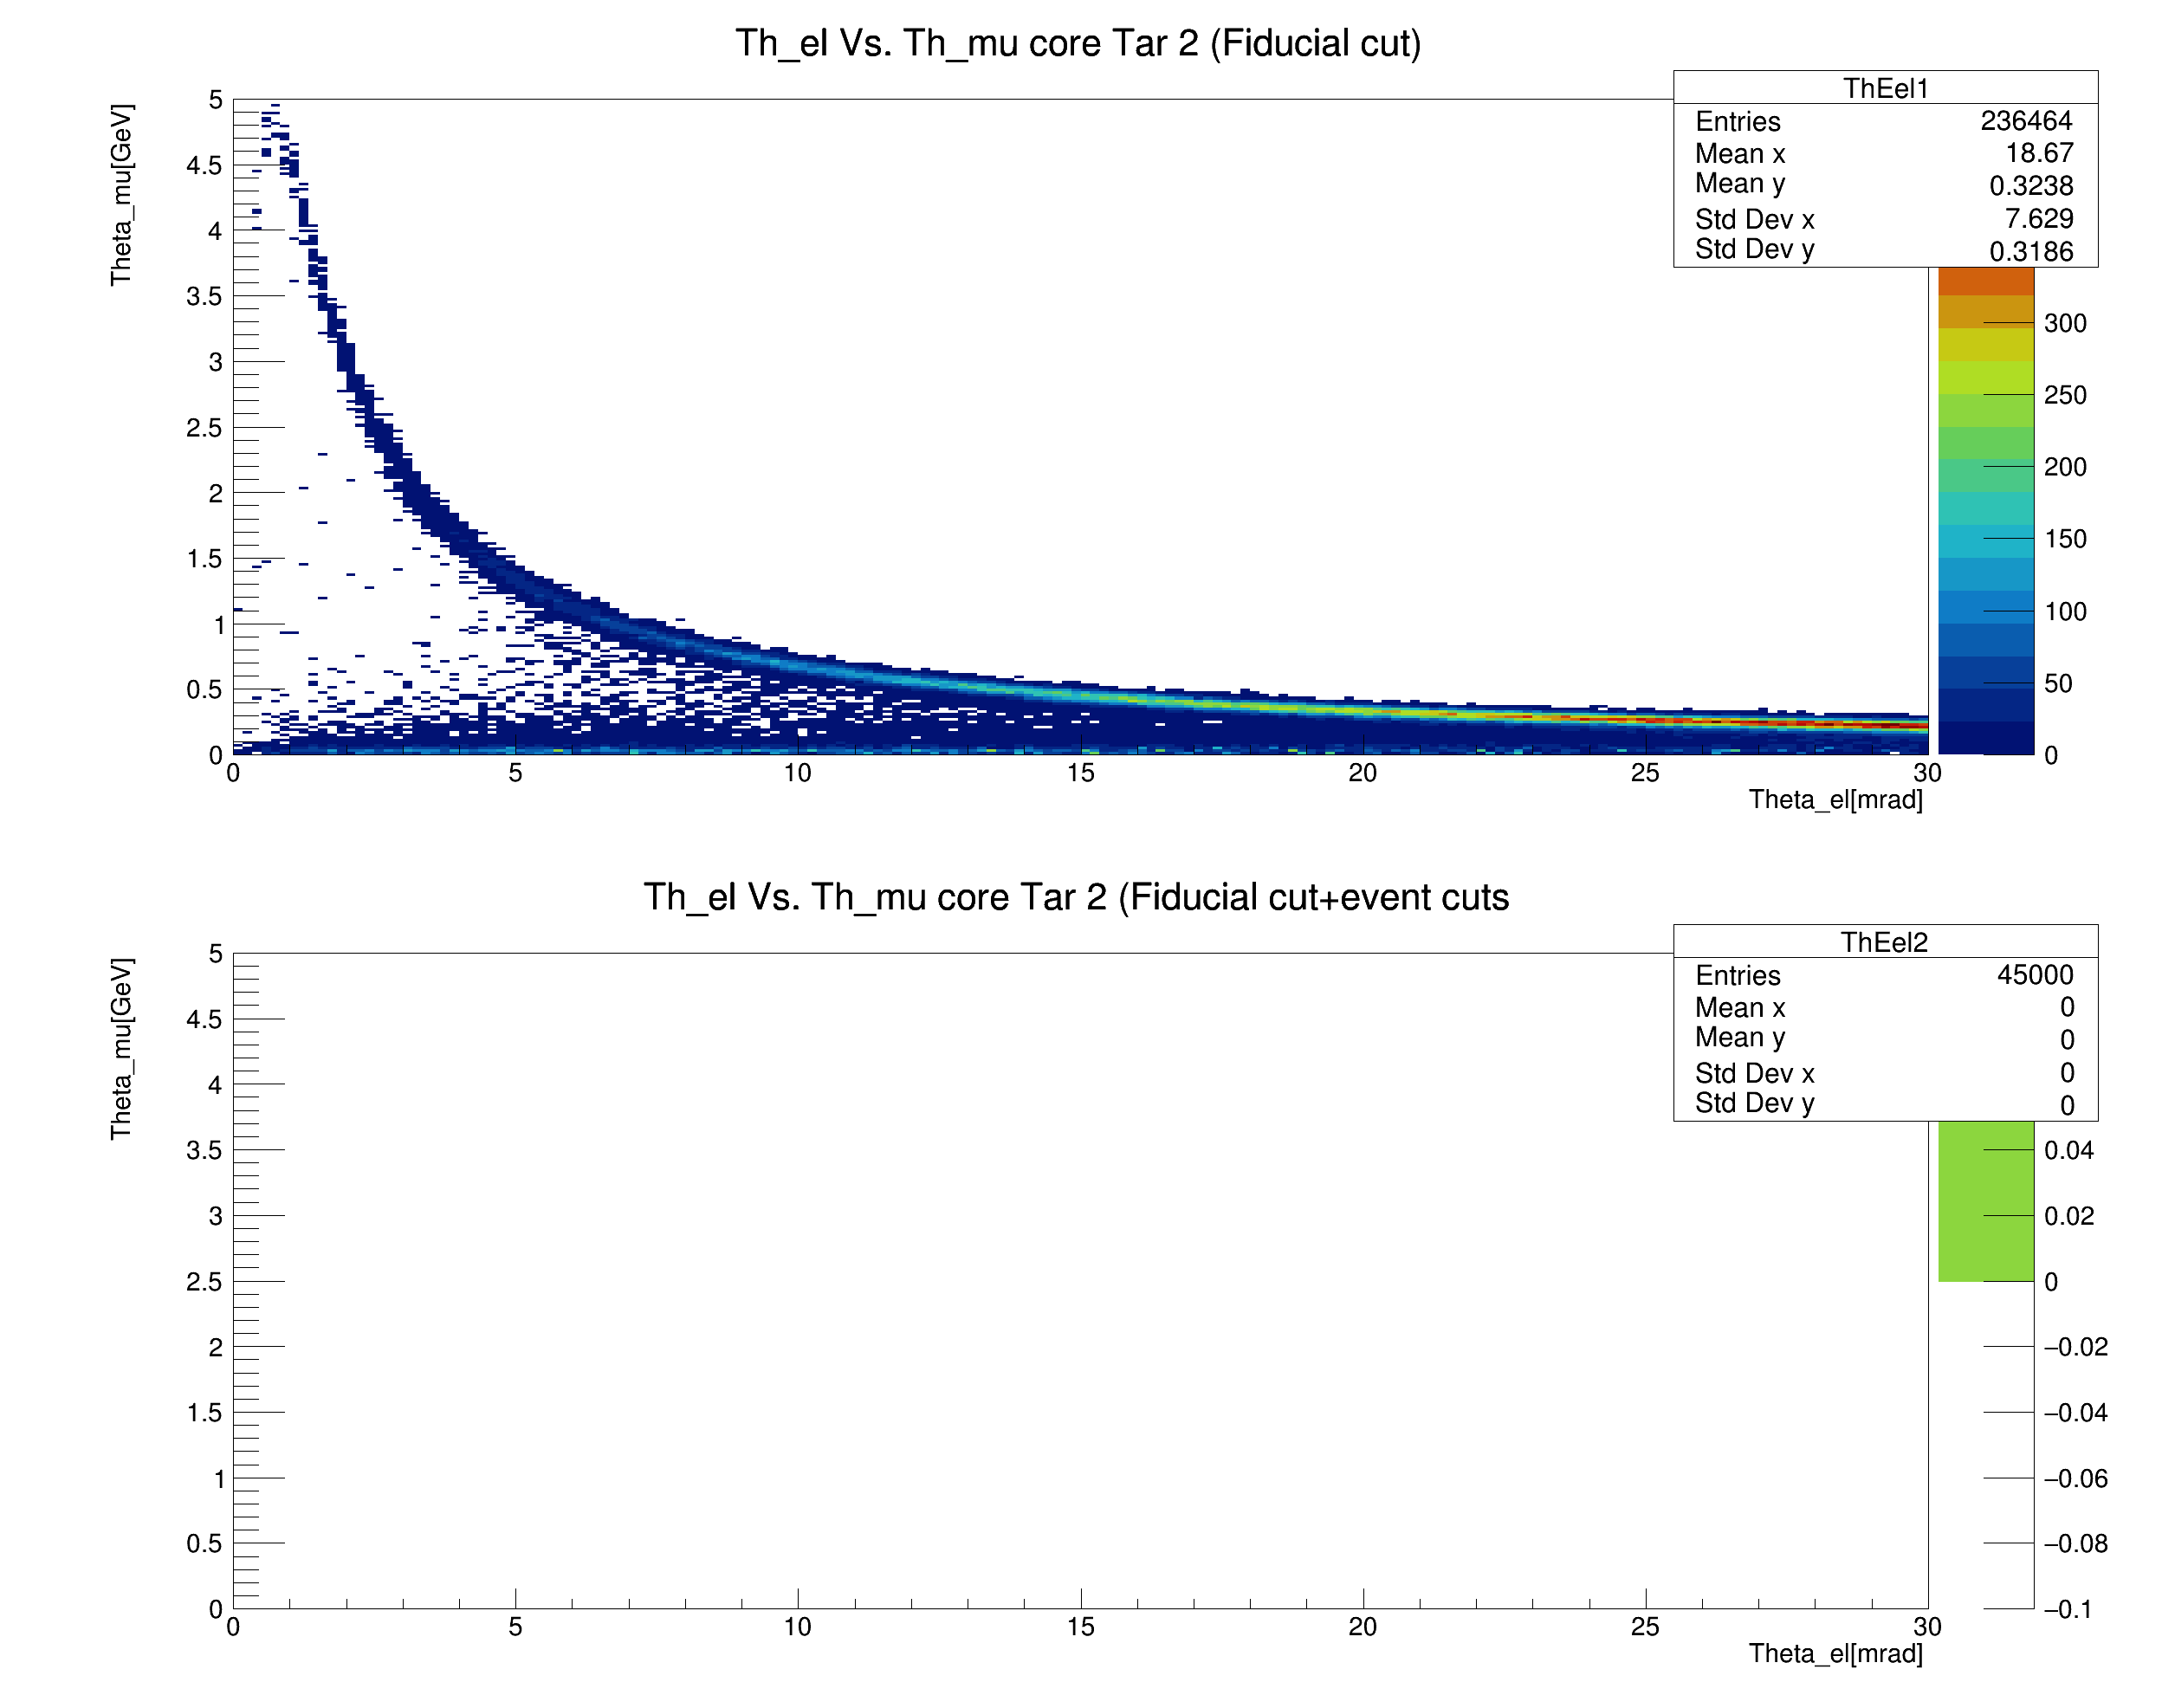 Th_el Vs. Th_mu core Tar 2 (Fiducial cut)
ThEel1
Entries 236464
Mean x 18.67
Mean y 0.3238
Std Dev x 7.629
Std Dev y 0.3186
Theta_mu[GeV]
5
4.5
4
3.5
3
2.5
2
1.5
1
0.5
0
300
250
200
150
100
50
0
0 5 10 15 20 25 30
Theta_el[mrad]
Th_el Vs. Th_mu core Tar 2 (Fiducial cut+event cuts
ThEel2
Entries 45000
Mean x 0
Mean y 0
Std Dev x 0
Std Dev y 0
Theta_mu[GeV]
5
4.5
4
3.5
3
2.5
2
1.5
1
0.5
0
0.04
0.02
0
−0.02
−0.04
−0.06
−0.08
−0.1
0 5 10 15 20 25 30
Theta_el[mrad]